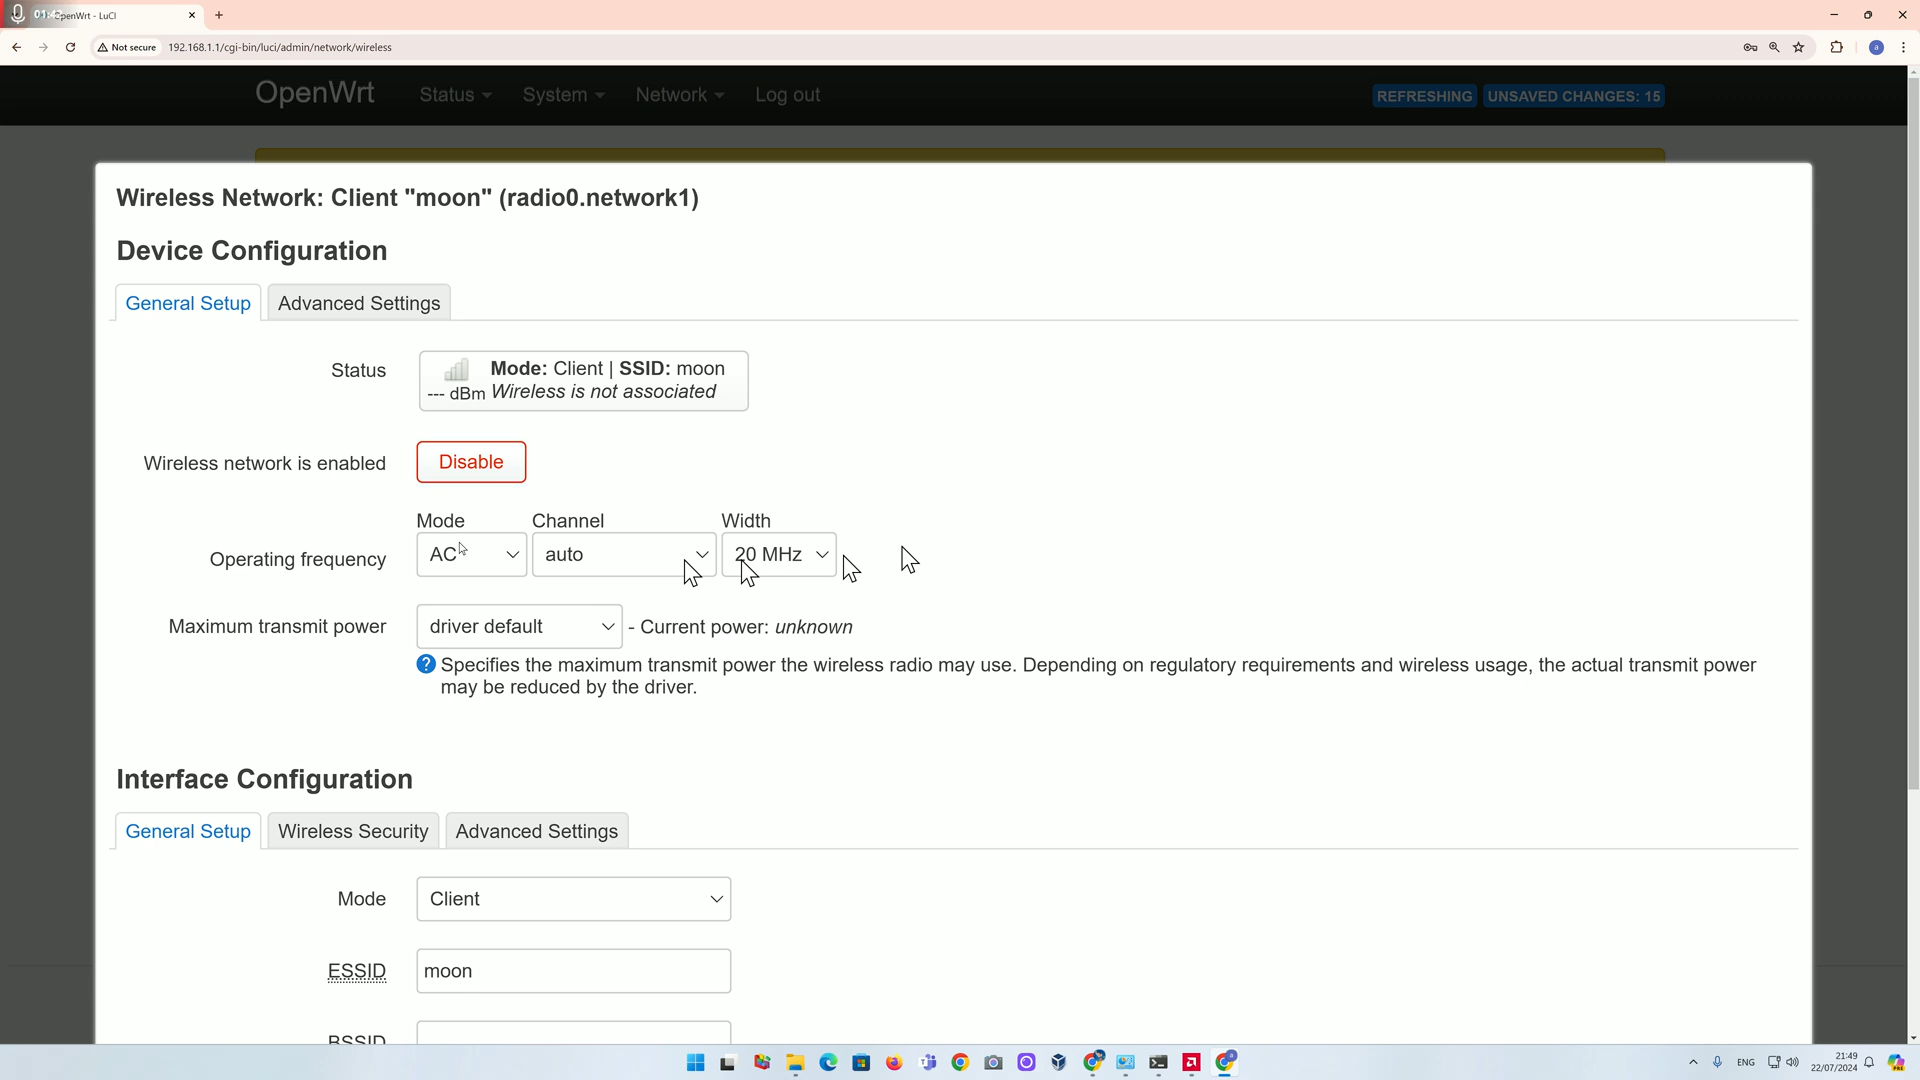 01:42
OpenWrt - LuCI
Not secure
192.168.1.1/cgi-bin/luci/admin/network/wireless
a
OpenWrt
Status
System
Network
Log out
REFRESHING
UNSAVED CHANGES: 15
Wireless Network: Client "moon" (radio0.network1)
Device Configuration
General Setup
Advanced Settings
Status
Mode: Client | SSID: moon
--- dBm
Wireless is not associated
Wireless network is enabled
Disable
Mode
Channel
Width
Operating frequency
AC
auto
20 MHz
Maximum transmit power
driver default
- Current power: unknown
Specifies the maximum transmit power the wireless radio may use. Depending on regulatory requirements and wireless usage, the actual transmit power
may be reduced by the driver.
Interface Configuration
General Setup
Wireless Security
Advanced Settings
Mode
Client
ESSID
moon
BSSID
ENG
21:49
22/07/2024